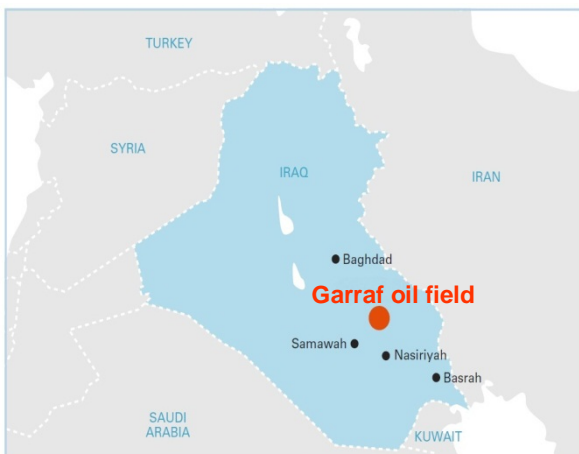 TURKEY
SYRIA
IRAQ
IRAN
Baghdad
Garraf oil field
Samawah
Nasiriyah
Basrah
SAUDI
ARABIA
KUWAIT